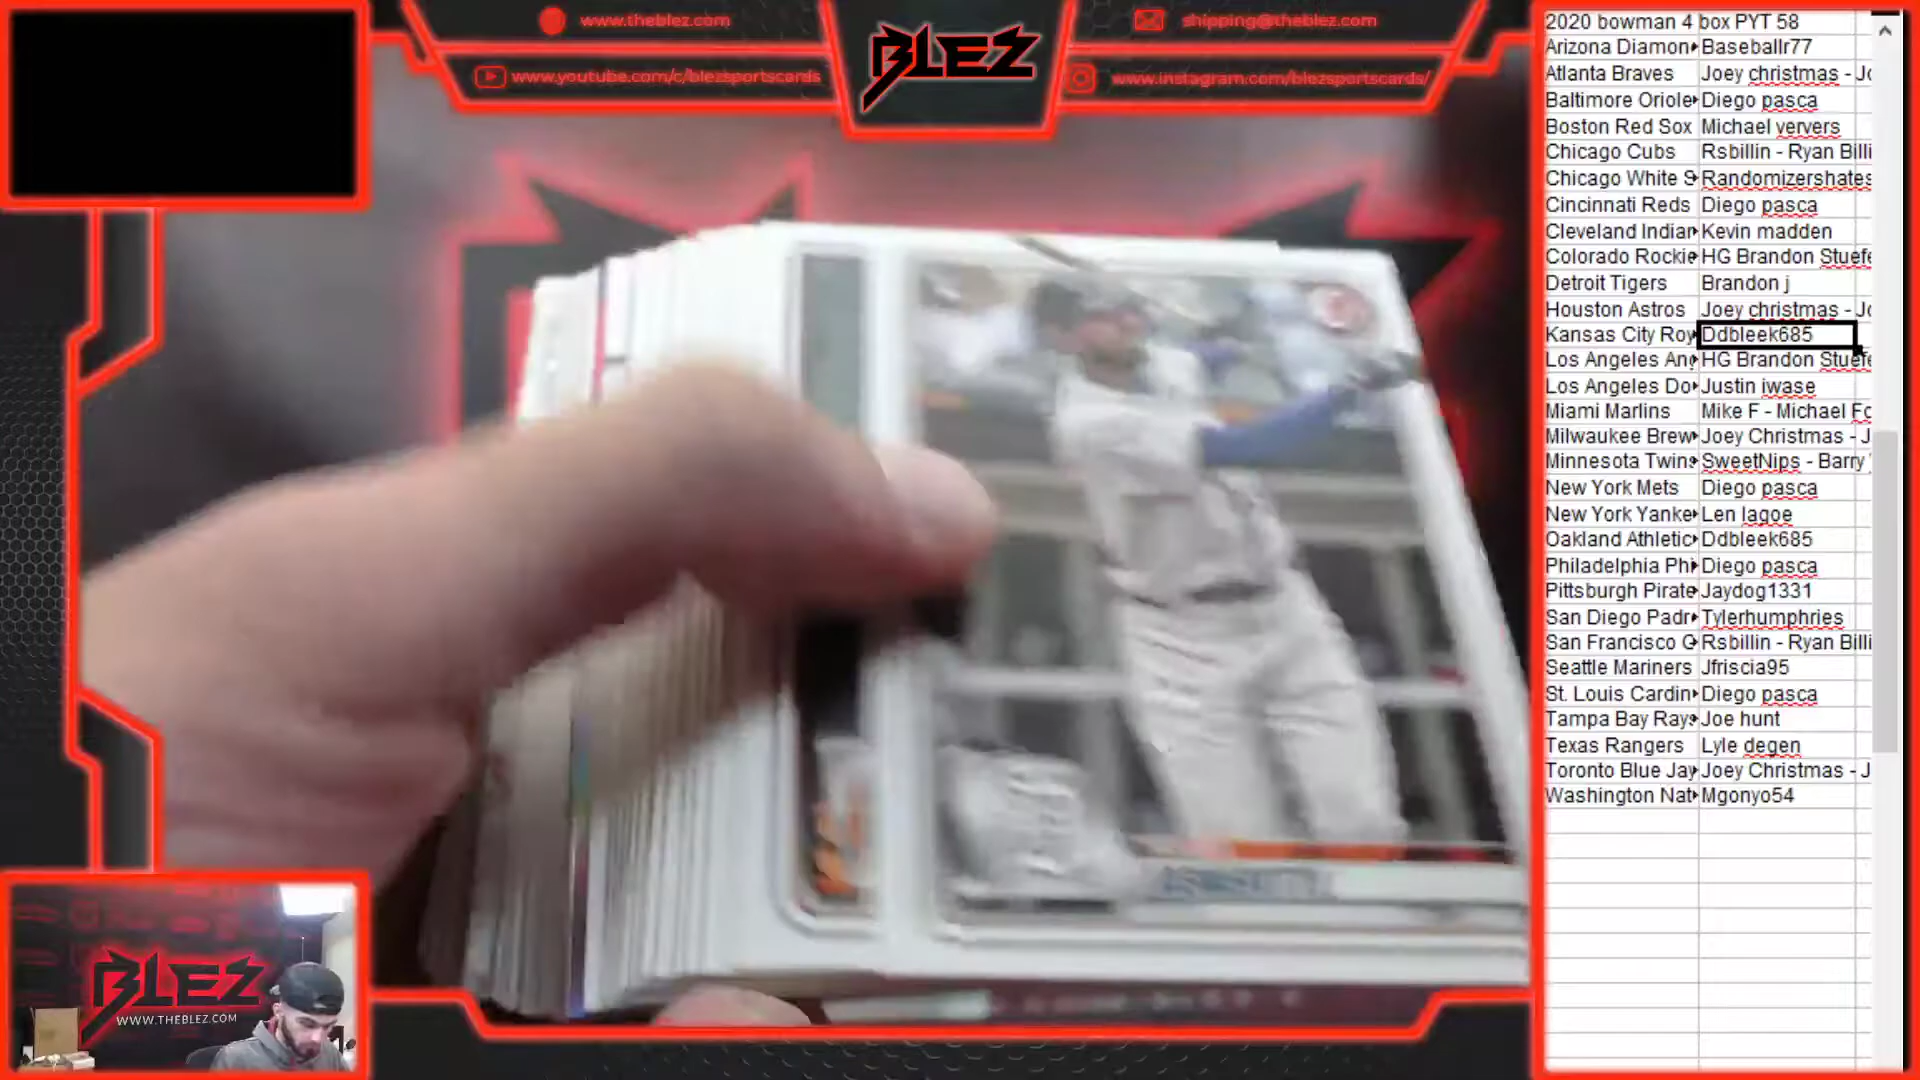 www.theblez.com
www.youtube.com/c/blezsportscards
BLEZ
shipping@theblez.com
www.instagram.com/blezsportscards/
2020 bowman 4 box PYT 58
Arizona Diamon Baseballr77
Atlanta Braves Joey christmas - Jo
Baltimore Oriole Diego pasca
Boston Red Sox Michael ververs
Chicago Cubs Rsbillin - Ryan Billi
Chicago White S Randomizershates
Cincinnati Reds Diego pasca
Cleveland Indian Kevin madden
Colorado Rockie HG Brandon Stuefe
Detroit Tigers Brandon j
Houston Astros Joey christmas - Jo
Kansas City Roy Ddbleek685
Los Angeles Ang HG Brandon Stuefe
Los Angeles Do Justin iwase
Miami Marlins Mike F - Michael Fo
Milwaukee Brew Joey Christmas - J
Minnesota Twins SweetNips - Barry
New York Mets Diego pasca
New York Yanke Len lagoe
Oakland Athletic Ddbleek685
Philadelphia Phi Diego pasca
Pittsburgh Pirate Jaydog1331
San Diego Padr Tylerhumphries
San Francisco G Rsbillin - Ryan Billi
Seattle Mariners Jfriscia95
St. Louis Cardin Diego pasca
Tampa Bay Rays Joe hunt
Texas Rangers Lyle degen
Toronto Blue Jay Joey Christmas - J
Washington Nat Mgonyo54
BLEZ
WWW.THEBLEZ.COM